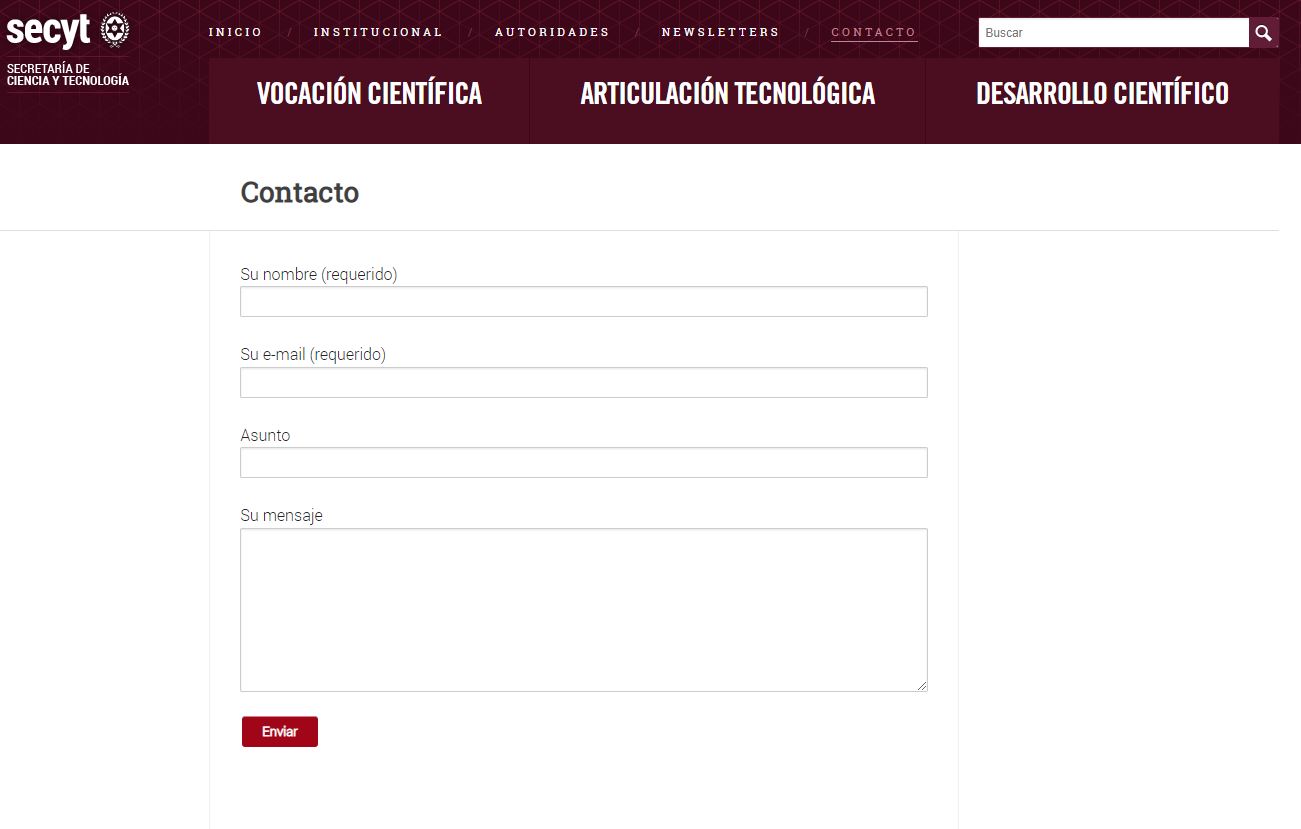 secyt
SECRETARÍA DE
CIENCIA Y TECNOLOGÍA
INICIO / INSTITUCIONAL / AUTORIDADES / NEWSLETTERS / CONTACTO
Buscar
VOCACIÓN CIENTÍFICA
ARTICULACIÓN TECNOLÓGICA
DESARROLLO CIENTÍFICO
Contacto
Su nombre (requerido)
Su e-mail (requerido)
Asunto
Su mensaje
Enviar